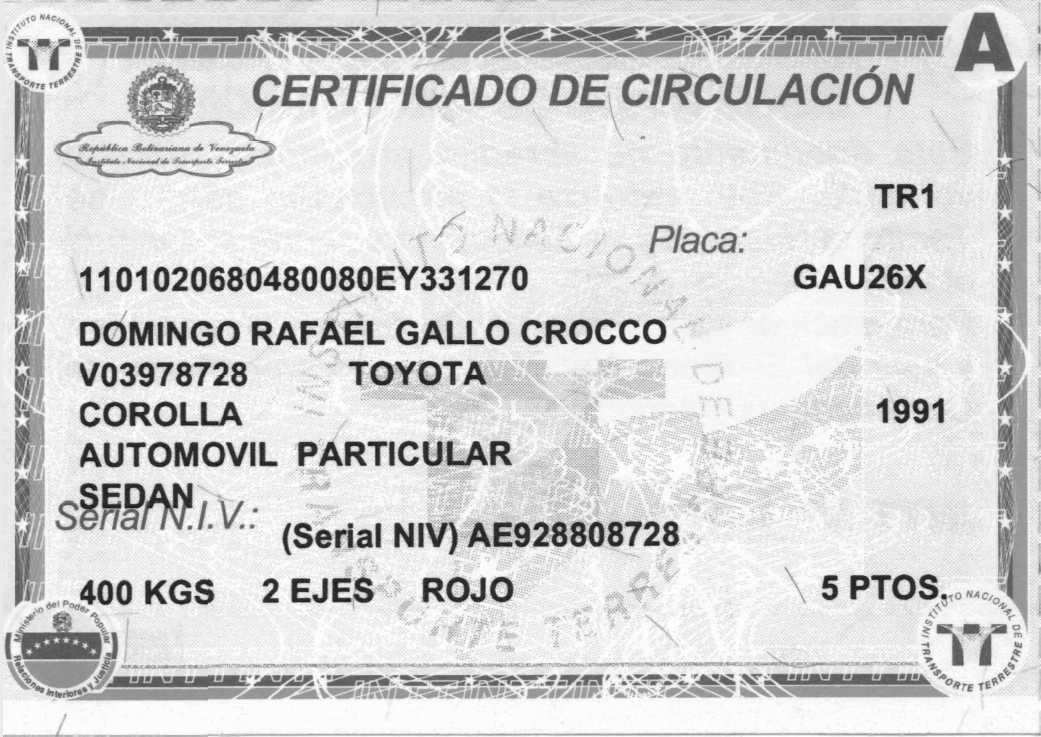 INSTITUTO NACIONAL DE TRANSPORTE TERRESTRE
A
CERTIFICADO DE CIRCULACIÓN
República Bolivariana de Venezuela
Instituto Nacional de Transporte Terrestre
TR1
Placa:
1101020680480080EY331270 GAU26X
DOMINGO RAFAEL GALLO CROCCO
V03978728 TOYOTA
COROLLA 1991
AUTOMOVIL PARTICULAR
SEDAN
Serial N.I.V.:
(Serial NIV) AE928808728
400 KGS 2 EJES ROJO 5 PTOS.
INSTITUTO NACIONAL DE TRANSPORTE TERRESTRE
Ministerio del Poder Popular
Relaciones Interiores y Justicia
INSTITUTO NACIONAL DE TRANSPORTE TERRESTRE